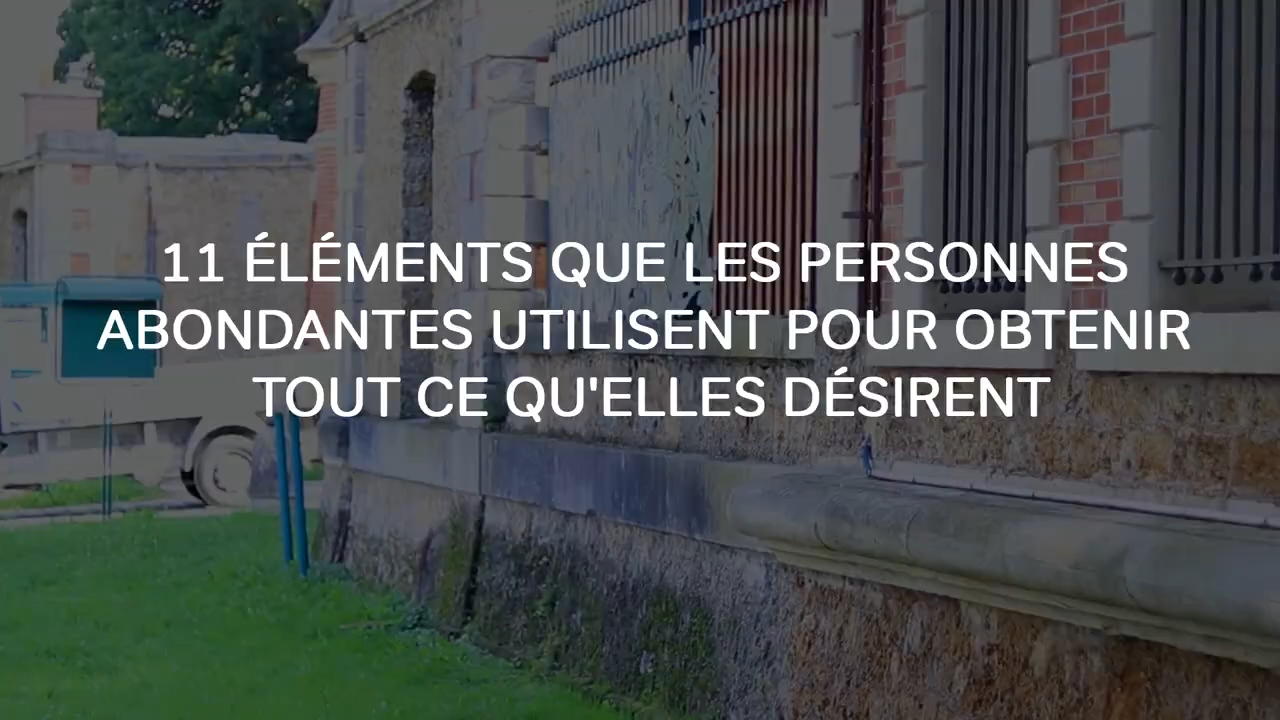 11 ÉLÉMENTS QUE LES PERSONNES
ABONDANTES UTILISENT POUR OBTENIR
TOUT CE QU'ELLES DÉSIRENT